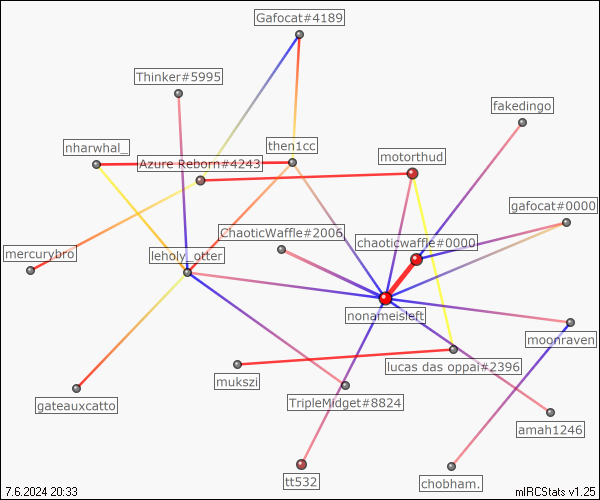 Gafocat#4189
Thinker#5995
fakedingo
nharwhal_
then1cc
Azure Reborn#4243
motorthud
gafocat#0000
ChaoticWaffle#2006
chaoticwaffle#0000
mercurybro
leholy_otter
nonameisleft
moonraven
lucas das oppai#2396
mukszi
TripleMidget#8824
gateauxcatto
amah1246
tt532
chobham.
7.6.2024 20:33
mIRCStats v1.25